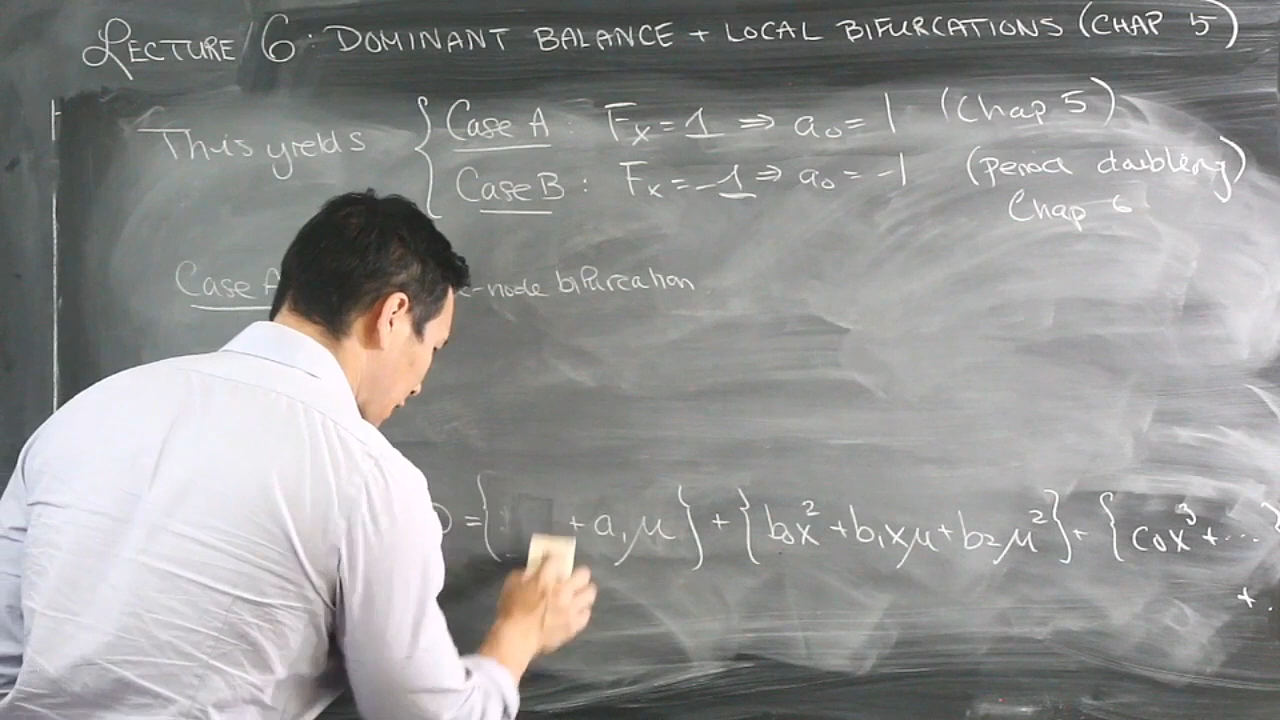 LECTURE 6: DOMINANT BALANCE + LOCAL BIFURCATIONS (CHAP 5)
This yields { Case A: Fx = 1 ⇒ a₀ = 1 (Chap 5)
Case B: Fx = -1 ⇒ a₀ = -1 (period doubling)
Chap 6
Case A -node bifurcation
0 = { + a₁μ} + {b₀x² + b₁xμ + b₂μ²} + {c₀x³ + ...
+ .